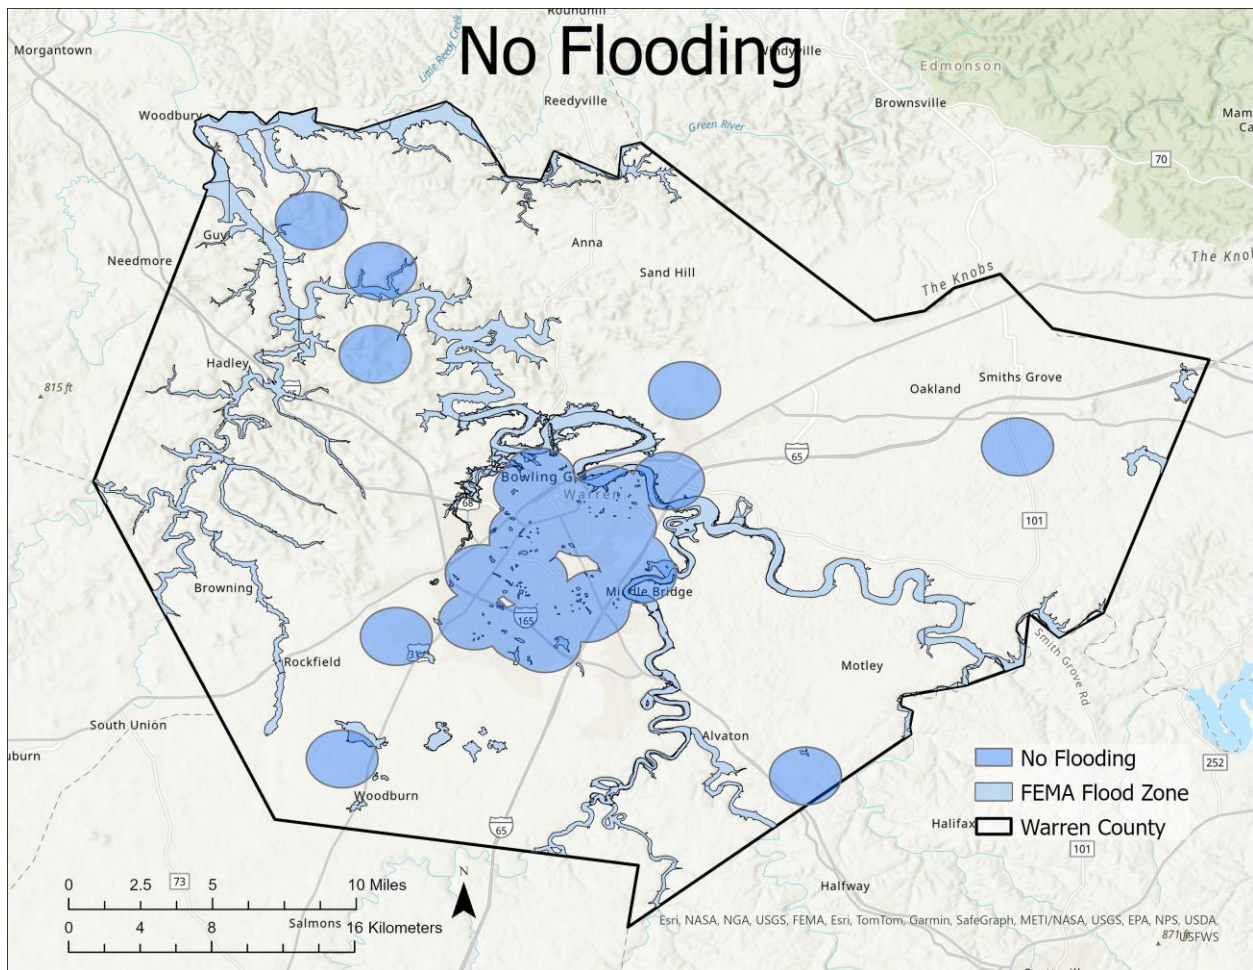 Roundhill
No Flooding
Morgantown
Little Reedy Creek
Edmonson
Woodbury
Reedyville
Brownsville
Green River
70
Guy
Needmore
Anna
Sand Hill
The Knobs
The Knobs
Hadley
815 ft
Oakland
Smiths Grove
65
Bowling G
Warren
68
101
Browning
Middle Bridge
165
31W
Rockfield
Motley
Smith Grove Rd
South Union
Alvaton
252
Woodburn
No Flooding
FEMA Flood Zone
Warren County
65
Halifax
101
N
0 2.5 5 10 Miles
73
0 4 8 16 Kilometers
Salmons
Halfway
Esri, NASA, NGA, USGS, FEMA, Esri, TomTom, Garmin, SafeGraph, METI/NASA, USGS, EPA, NPS, USDA,
USFWS
871 ft